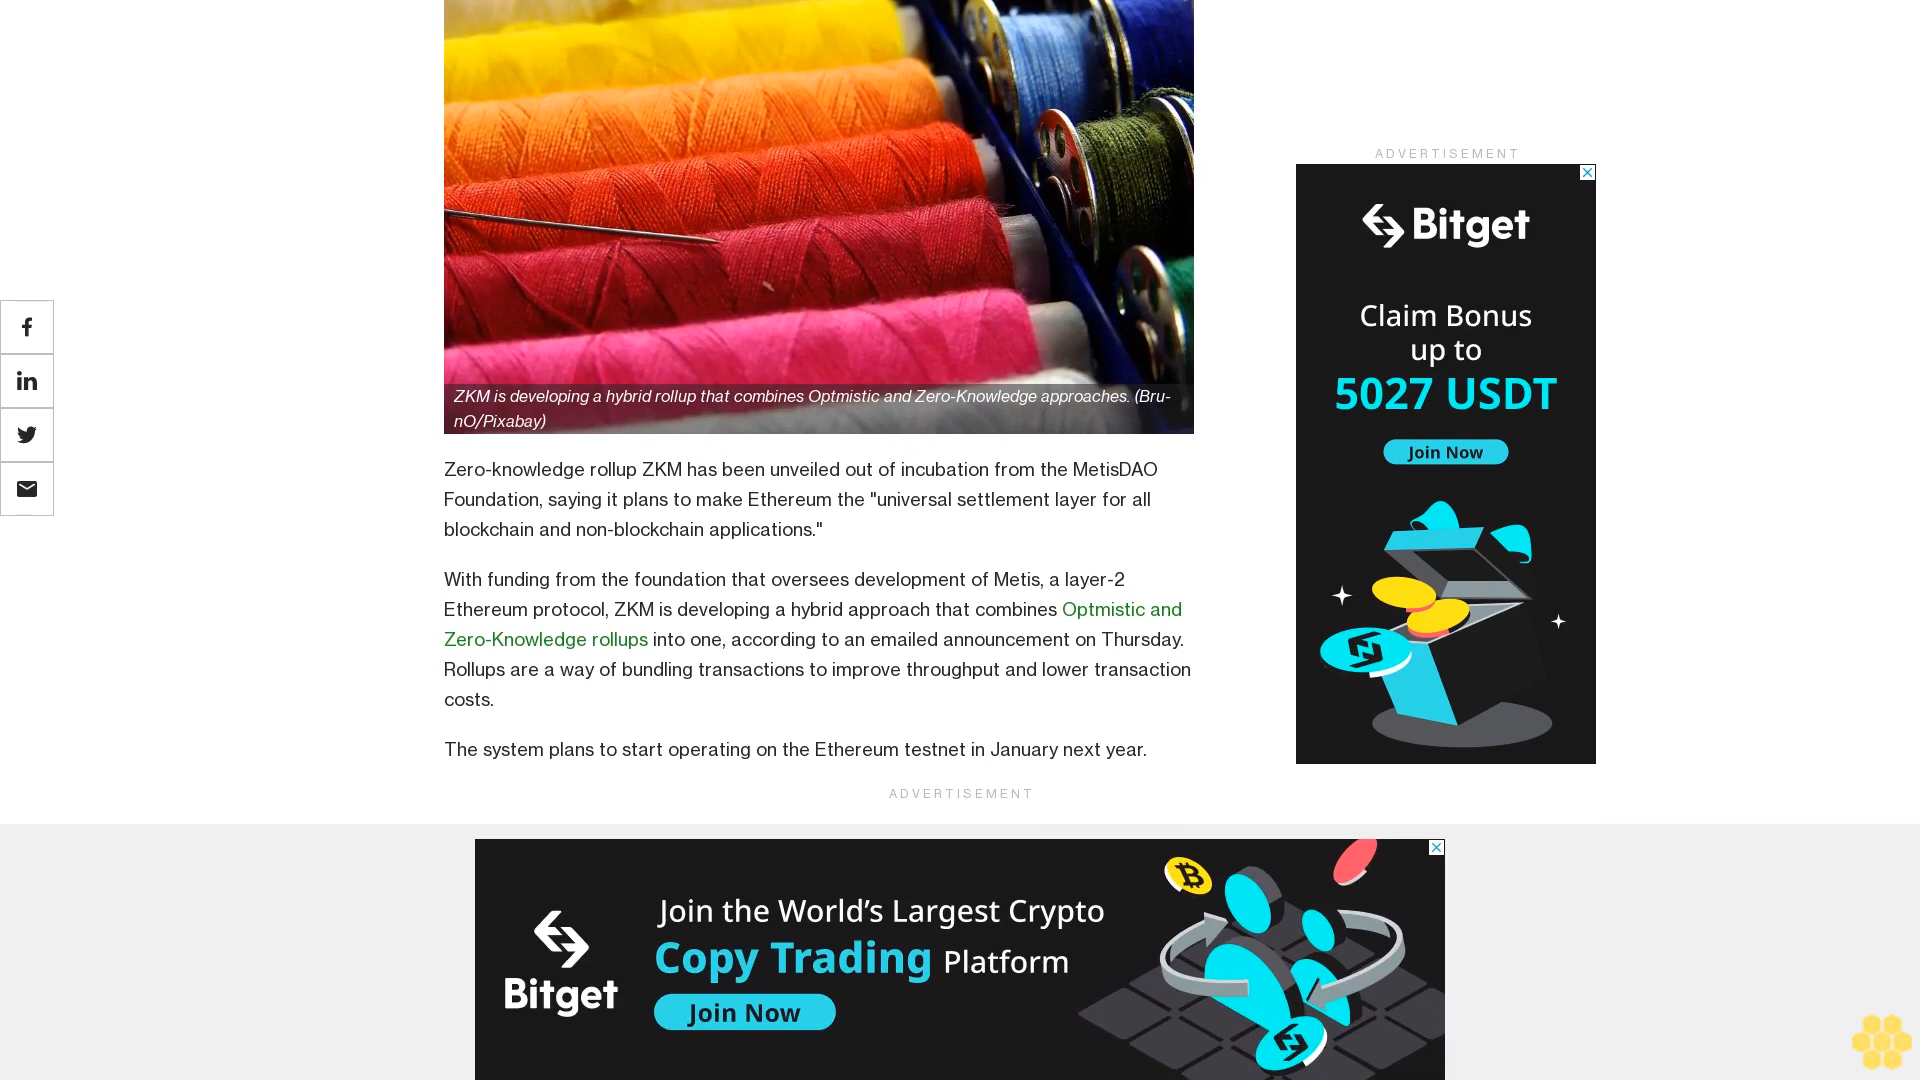 ADVERTISEMENT
Bitget
Claim Bonus
up to
5027 USDT
Join Now
ZKM is developing a hybrid rollup that combines Optmistic and Zero-Knowledge approaches. (Bru-
nO/Pixabay)
Zero-knowledge rollup ZKM has been unveiled out of incubation from the MetisDAO
Foundation, saying it plans to make Ethereum the "universal settlement layer for all
blockchain and non-blockchain applications."
With funding from the foundation that oversees development of Metis, a layer-2
Ethereum protocol, ZKM is developing a hybrid approach that combines Optmistic and
Zero-Knowledge rollups into one, according to an emailed announcement on Thursday.
Rollups are a way of bundling transactions to improve throughput and lower transaction
costs.
The system plans to start operating on the Ethereum testnet in January next year.
ADVERTISEMENT
Bitget
Join the World's Largest Crypto
Copy Trading Platform
Join Now